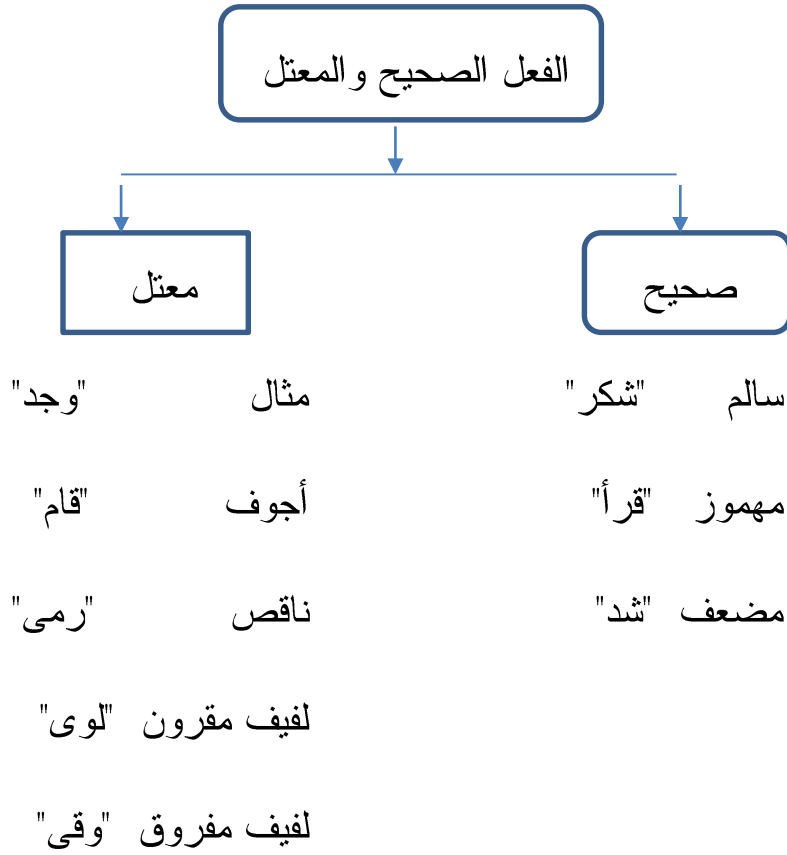 الفعل الصحيح والمعتل
صحيح
معتل
سالم "شكر"
مهموز "قرأ"
مضعف "شد"
مثال "وجد"
أجوف "قام"
ناقص "رمى"
لفيف مقرون "لوى"
لفيف مفروق "وقى"